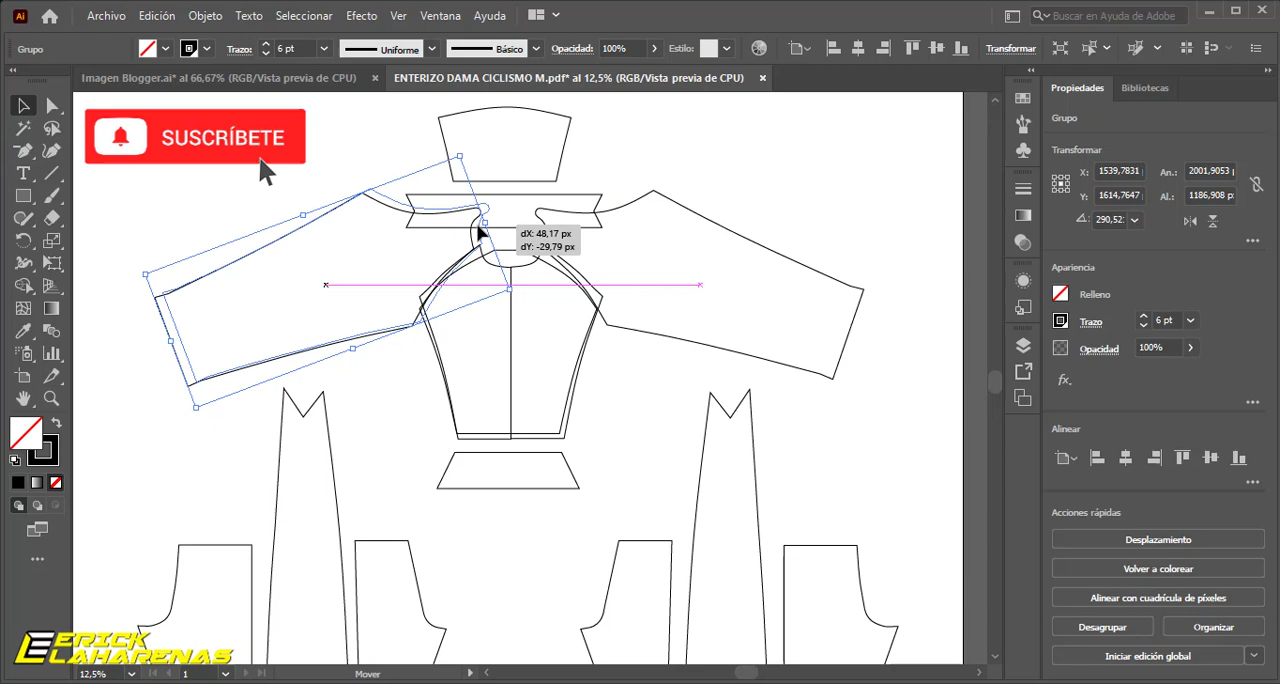 Ai Archivo Edición Objeto Texto Seleccionar Efecto Ver Ventana Ayuda Buscar en Ayuda de Adobe
Grupo Trazo: 6 pt Uniforme Básico Opacidad: 100% Estilo: Transformar
Imagen Blogger.ai* al 66,67% (RGB/Vista previa de CPU) × ENTERIZO DAMA CICLISMO M.pdf* al 12,5% (RGB/Vista previa de CPU) ×
Propiedades Bibliotecas
Grupo
SUSCRÍBETE
Transformar
X: 1539,7831 An.: 2001,9053
Y: 1614,7647 Al.: 1186,908 p
290,52:
dX: 48,17 px
dY: -29,79 px
Apariencia
Relleno
Trazo 6 pt
Opacidad 100%
fx.
Alinear
Acciones rápidas
Desplazamiento
Volver a colorear
Alinear con cuadrícula de píxeles
Desagrupar Organizar
Iniciar edición global
ERICK
LAHARENAS
12,5% 1 Mover